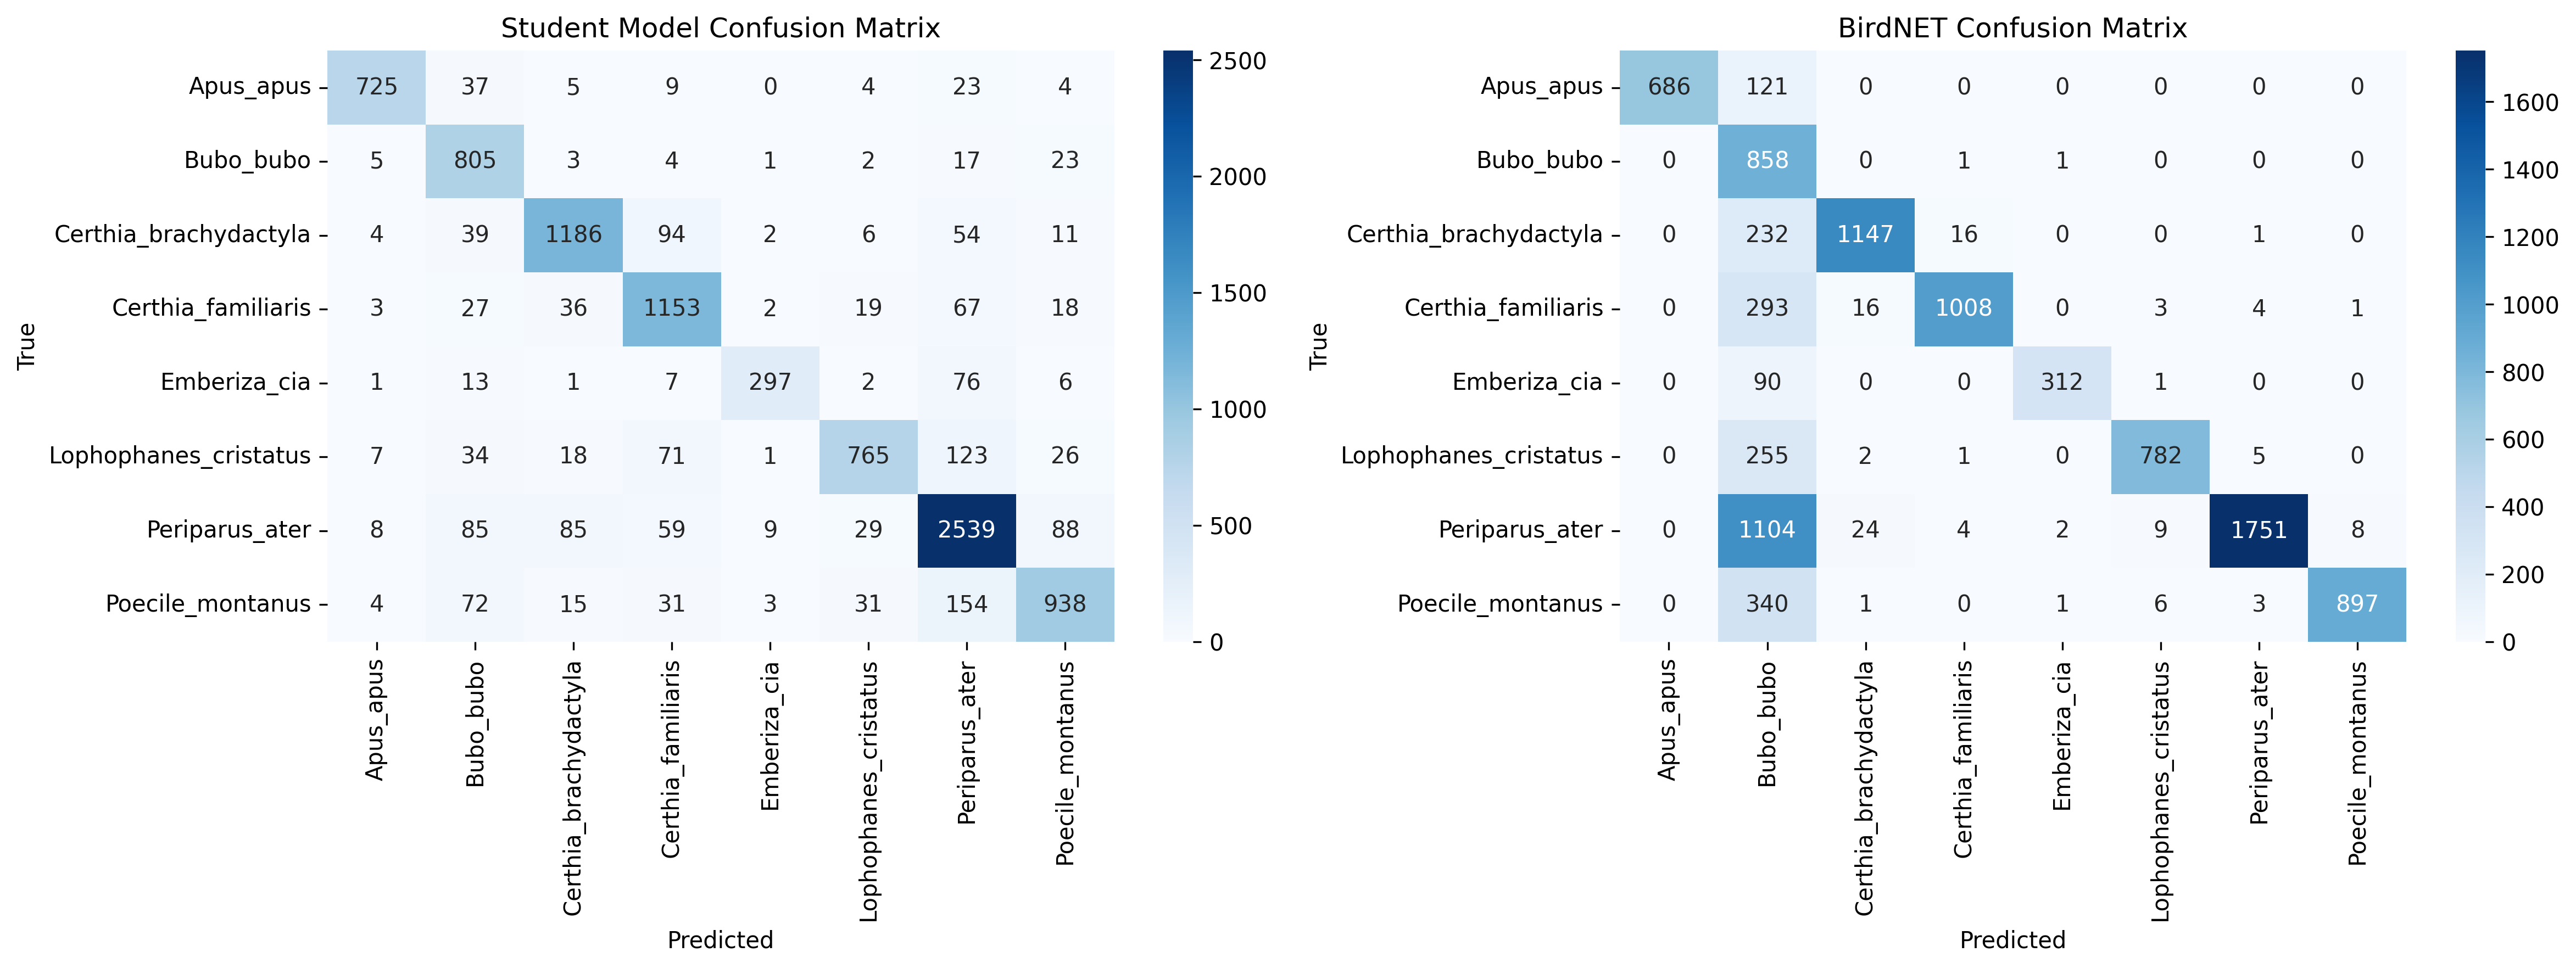 Student Model Confusion Matrix
Apus_apus 725 37 5 9 0 4 23 4
Bubo_bubo 5 805 3 4 1 2 17 23
Certhia_brachydactyla 4 39 1186 94 2 6 54 11
Certhia_familiaris 3 27 36 1153 2 19 67 18
Emberiza_cia 1 13 1 7 297 2 76 6
Lophophanes_cristatus 7 34 18 71 1 765 123 26
Periparus_ater 8 85 85 59 9 29 2539 88
Poecile_montanus 4 72 15 31 3 31 154 938
True
Apus_apus
Bubo_bubo
Certhia_brachydactyla
Certhia_familiaris
Emberiza_cia
Lophophanes_cristatus
Periparus_ater
Poecile_montanus
Predicted
2500
2000
1500
1000
500
0
BirdNET Confusion Matrix
Apus_apus 686 121 0 0 0 0 0 0
Bubo_bubo 0 858 0 1 1 0 0 0
Certhia_brachydactyla 0 232 1147 16 0 0 1 0
Certhia_familiaris 0 293 16 1008 0 3 4 1
Emberiza_cia 0 90 0 0 312 1 0 0
Lophophanes_cristatus 0 255 2 1 0 782 5 0
Periparus_ater 0 1104 24 4 2 9 1751 8
Poecile_montanus 0 340 1 0 1 6 3 897
True
Apus_apus
Bubo_bubo
Certhia_brachydactyla
Certhia_familiaris
Emberiza_cia
Lophophanes_cristatus
Periparus_ater
Poecile_montanus
Predicted
1600
1400
1200
1000
800
600
400
200
0